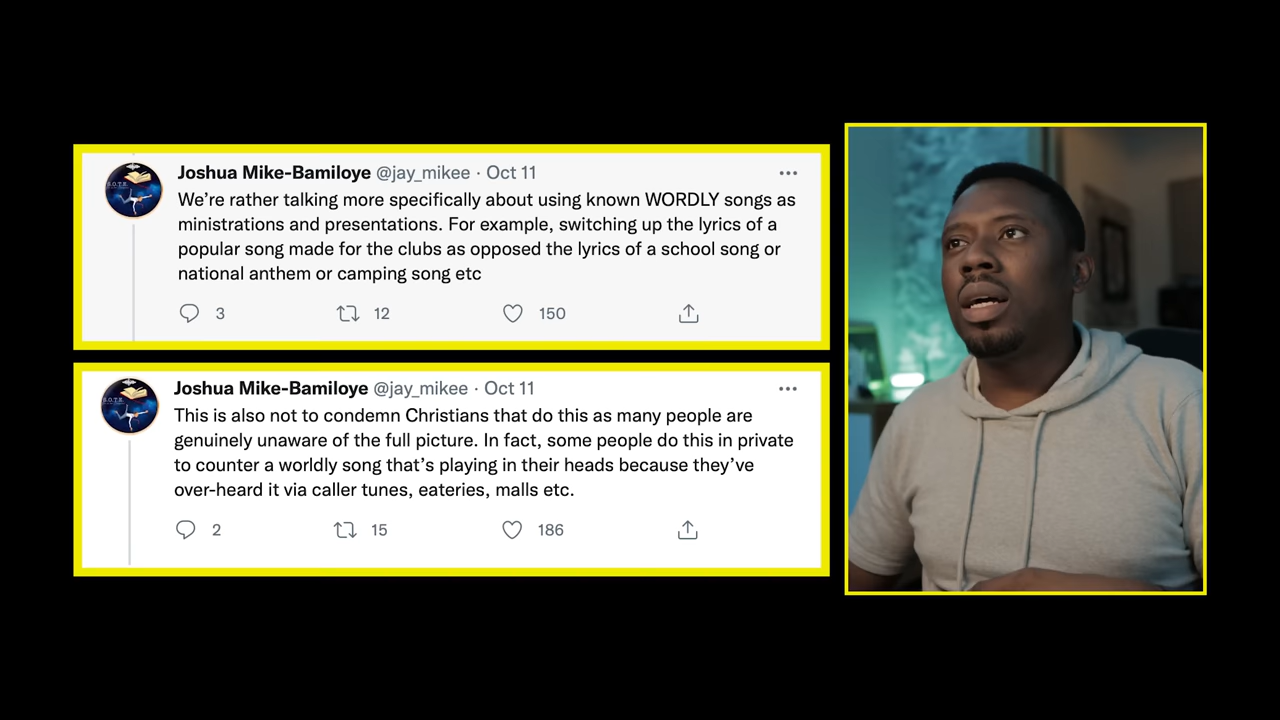 Joshua Mike-Bamiloye @jay_mikee · Oct 11
We’re rather talking more specifically about using known WORDLY songs as
ministrations and presentations. For example, switching up the lyrics of a
popular song made for the clubs as opposed the lyrics of a school song or
national anthem or camping song etc
3 12 150
Joshua Mike-Bamiloye @jay_mikee · Oct 11
This is also not to condemn Christians that do this as many people are
genuinely unaware of the full picture. In fact, some people do this in private
to counter a worldly song that’s playing in their heads because they’ve
over-heard it via caller tunes, eateries, malls etc.
2 15 186